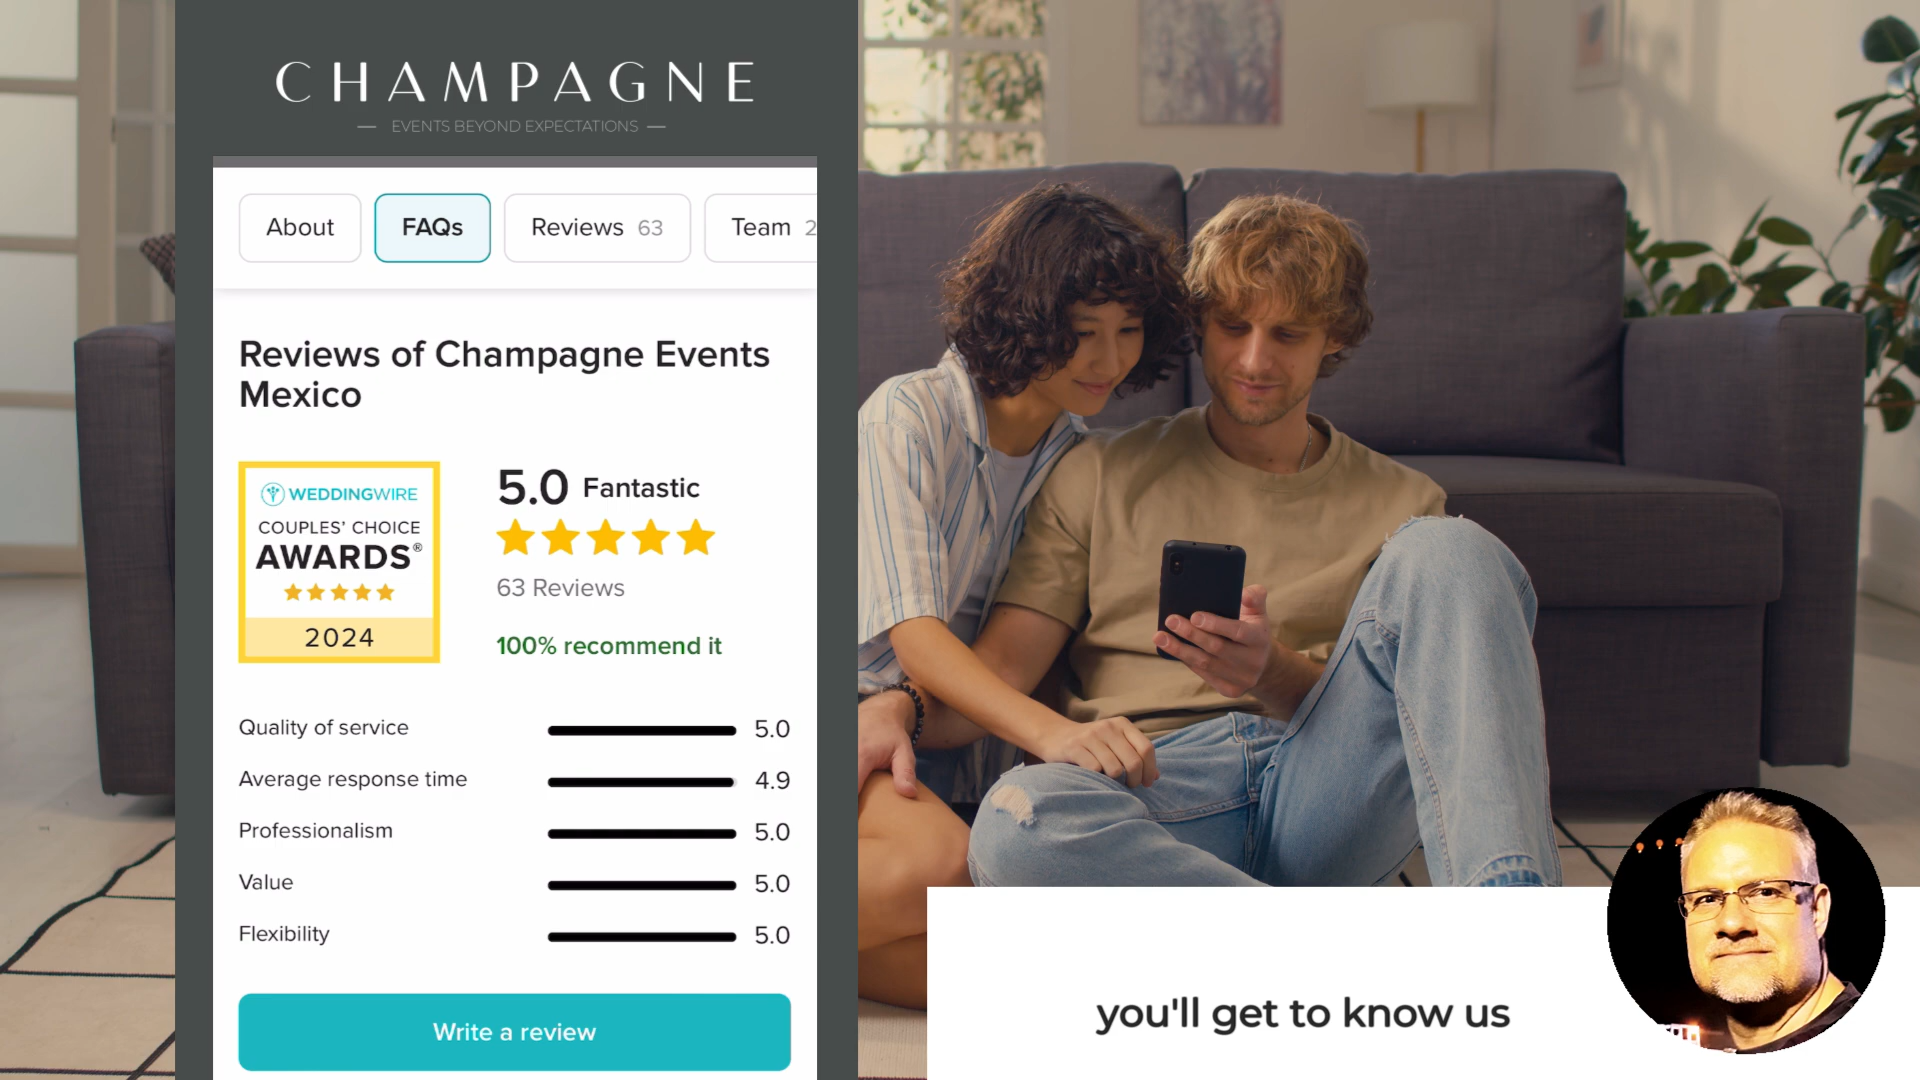 CHAMPAGNE
— EVENTS BEYOND EXPECTATIONS —
About
FAQs
Reviews 63
Team 2
Reviews of Champagne Events
Mexico
WEDDINGWIRE
COUPLES' CHOICE
AWARDS®
2024
5.0 Fantastic
63 Reviews
100% recommend it
Quality of service 5.0
Average response time 4.9
Professionalism 5.0
Value 5.0
Flexibility 5.0
Write a review
you'll get to know us